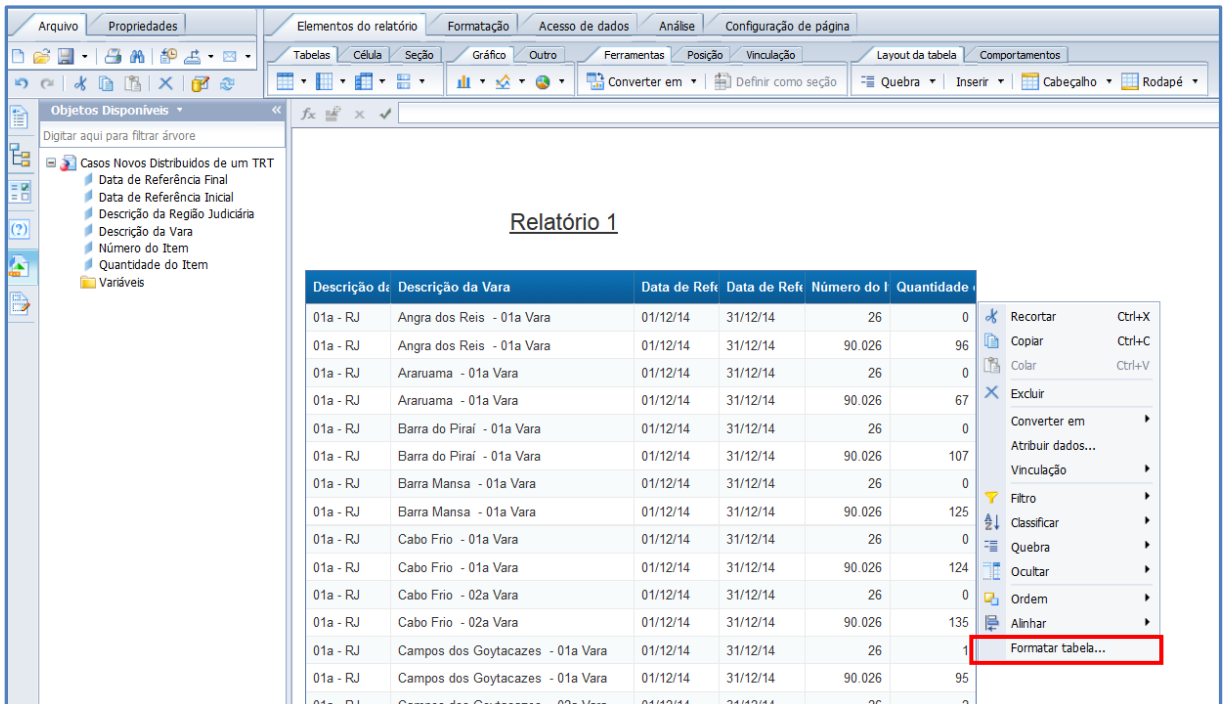 Arquivo Propriedades Elementos do relatório Formatação Acesso de dados Análise Configuração de página
Tabelas Célula Seção Gráfico Outro Ferramentas Posição Vinculação Layout da tabela Comportamentos
Converter em Definir como seção Quebra Inserir Cabeçalho Rodapé
Objetos Disponíveis
Digitar aqui para filtrar árvore
Casos Novos Distribuidos de um TRT
Data de Referência Final
Data de Referência Inicial
Descrição da Região Judiciária
Descrição da Vara
Número do Item
Quantidade do Item
Variáveis
Relatório 1
Descrição da Descrição da Vara Data de Refe Data de Refe Número do I Quantidade
01a - RJ Angra dos Reis - 01a Vara 01/12/14 31/12/14 26 0
01a - RJ Angra dos Reis - 01a Vara 01/12/14 31/12/14 90.026 96
01a - RJ Araruama - 01a Vara 01/12/14 31/12/14 26 0
01a - RJ Araruama - 01a Vara 01/12/14 31/12/14 90.026 67
01a - RJ Barra do Piraí - 01a Vara 01/12/14 31/12/14 26 0
01a - RJ Barra do Piraí - 01a Vara 01/12/14 31/12/14 90.026 107
01a - RJ Barra Mansa - 01a Vara 01/12/14 31/12/14 26 0
01a - RJ Barra Mansa - 01a Vara 01/12/14 31/12/14 90.026 125
01a - RJ Cabo Frio - 01a Vara 01/12/14 31/12/14 26 0
01a - RJ Cabo Frio - 01a Vara 01/12/14 31/12/14 90.026 124
01a - RJ Cabo Frio - 02a Vara 01/12/14 31/12/14 26 0
01a - RJ Cabo Frio - 02a Vara 01/12/14 31/12/14 90.026 135
01a - RJ Campos dos Goytacazes - 01a Vara 01/12/14 31/12/14 26 1
01a - RJ Campos dos Goytacazes - 01a Vara 01/12/14 31/12/14 90.026 95
Recortar Ctrl+X
Copiar Ctrl+C
Colar Ctrl+V
Excluir
Converter em
Atribuir dados...
Vinculação
Filtro
Classificar
Quebra
Ocultar
Ordem
Alinhar
Formatar tabela...